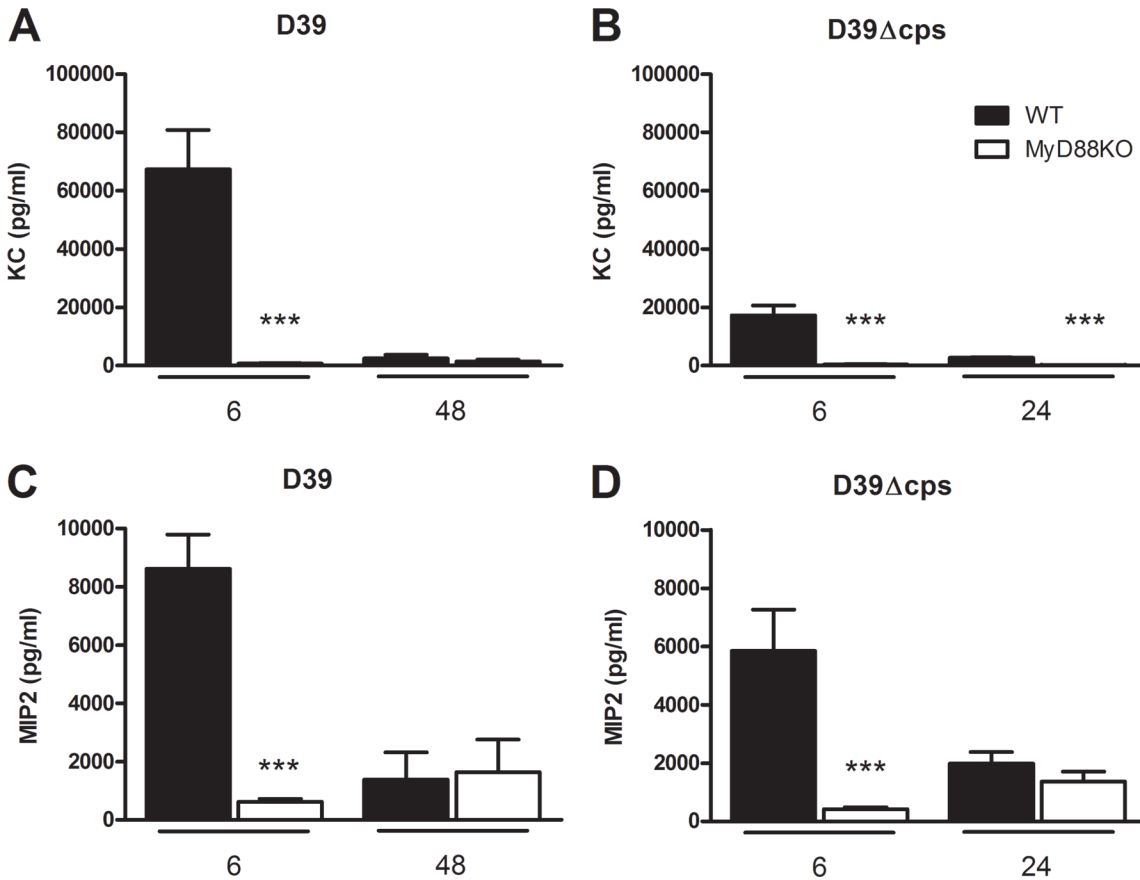 A
D39
100000
80000
60000
40000
20000
0
KC (pg/ml)
***
6
48
B
D39Δcps
100000
80000
60000
40000
20000
0
KC (pg/ml)
WT
MyD88KO
***
***
6
24
C
D39
10000
8000
6000
4000
2000
0
MIP2 (pg/ml)
***
6
48
D
D39Δcps
10000
8000
6000
4000
2000
0
MIP2 (pg/ml)
***
6
24